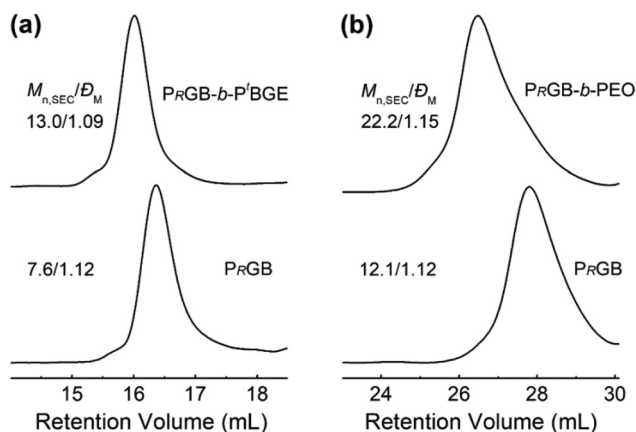 (a)
Mn,SEC/ĐM
13.0/1.09
PRGB-b-PtBGE
7.6/1.12
PRGB
15 16 17 18
Retention Volume (mL)
(b)
Mn,SEC/ĐM
22.2/1.15
PRGB-b-PEO
12.1/1.12
PRGB
24 26 28 30
Retention Volume (mL)